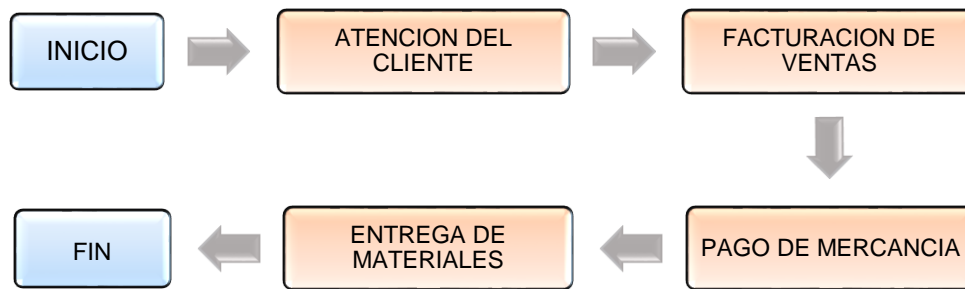 INICIO
ATENCION DEL
CLIENTE
FACTURACION DE
VENTAS
PAGO DE MERCANCIA
ENTREGA DE
MATERIALES
FIN